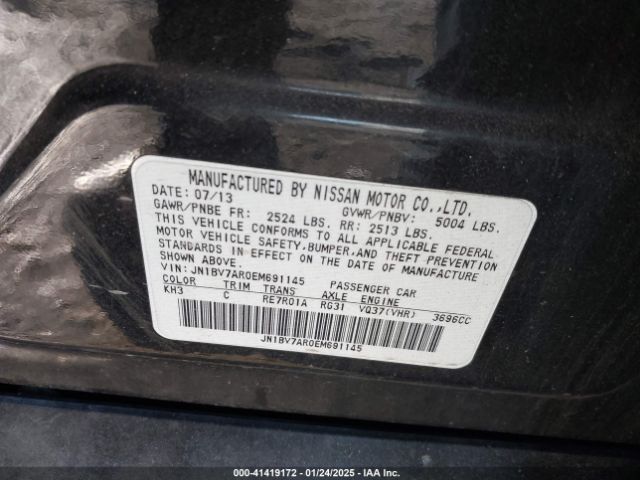 MANUFACTURED BY NISSAN MOTOR CO.,LTD.
DATE: 07/13 GVWR/PNBV: 5004 LBS.
GAWR/PNBE FR: 2524 LBS. RR: 2513 LBS.
THIS VEHICLE CONFORMS TO ALL APPLICABLE FEDERAL
MOTOR VEHICLE SAFETY, BUMPER, AND THEFT PREVENTION
STANDARDS IN EFFECT ON THE DATE OF MANUFACTURE
SHOWN ABOVE.
VIN: JN1BV7AR0EM691145 PASSENGER CAR
COLOR TRIM TRANS AXLE ENGINE
KH3 C RE7R01A RG31 VQ37(VHR) 3696CC
JN1BV7AR0EM691145
000-41419172 | 01/24/2025 | IAA Inc.